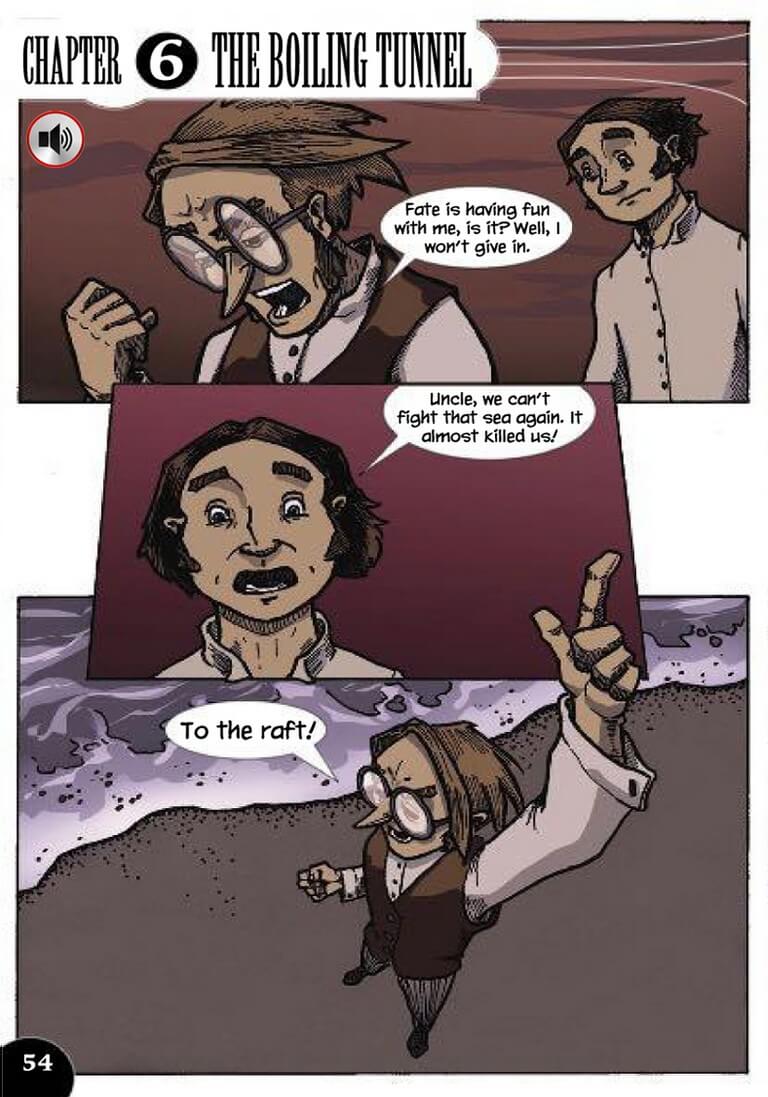 CHAPTER 6 THE BOILING TUNNEL
Fate is having fun
with me, is it? Well, I
won't give in.
Uncle, we can't
fight that sea again. It
almost killed us!
To the raft!
54